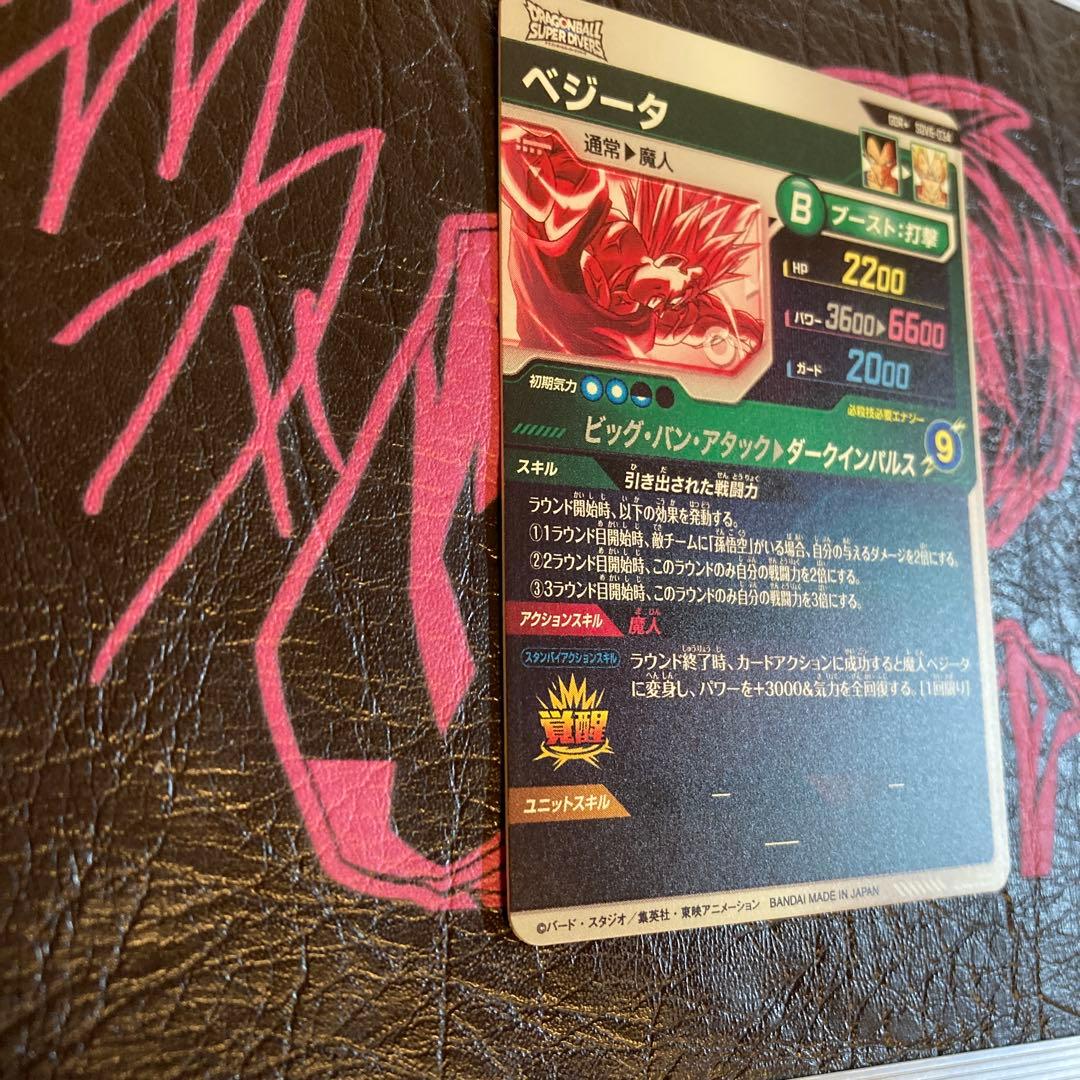 DRAGONBALL
SUPER DIVERS
ベジータ
通常▶魔人
SDV6-034
B ブースト:打撃
HP 2200
パワー 3600▶6600
ガード 2000
初期気力
必殺技必要エナジー
ビッグ・バン・アタック▶ダークインパルス 9
スキル 引き出された戦闘力
ラウンド開始時、以下の効果を発動する。
①1ラウンド目開始時、敵チームに「孫悟空」がいる場合、自分の与えるダメージを2倍にする。
②2ラウンド目開始時、このラウンドのみ自分の戦闘力を2倍にする。
③3ラウンド目開始時、このラウンドのみ自分の戦闘力を3倍にする。
アクションスキル 魔人
スタンバイアクションスキル
ラウンド終了時、カードアクションに成功すると魔人ベジータ
に変身し、パワーを+3000&気力を全回復する。[1回限り]
覚醒
ユニットスキル
©バード・スタジオ/集英社・東映アニメーション BANDAI MADE IN JAPAN